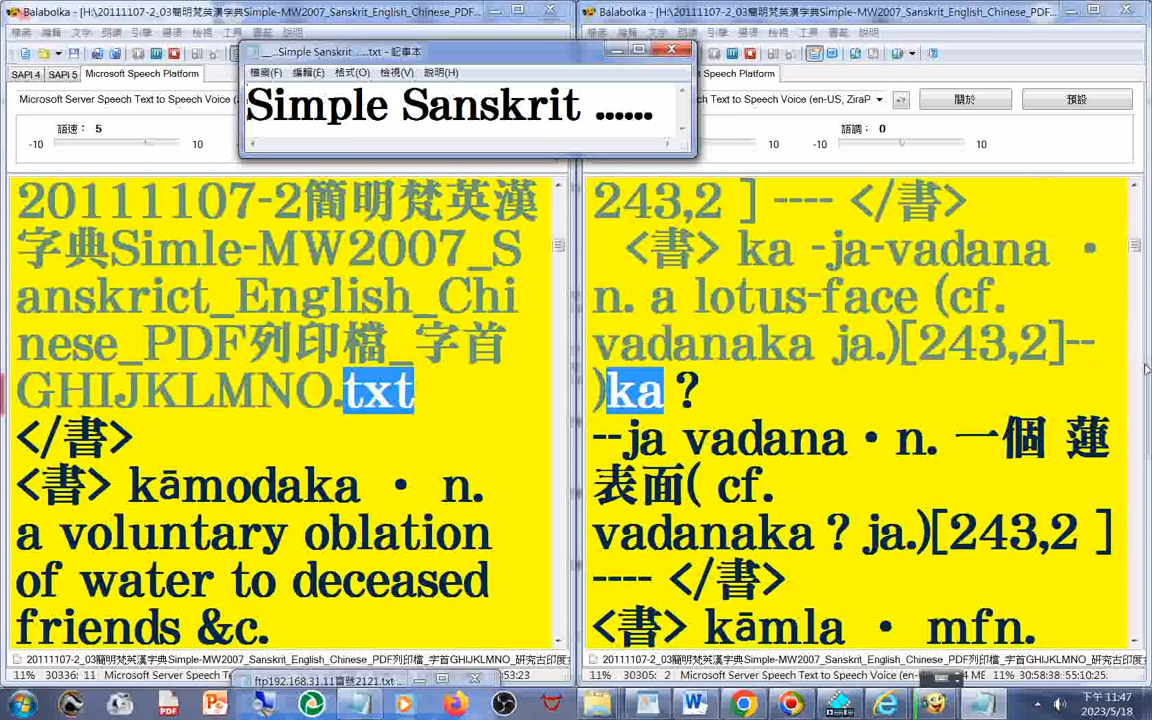 Balabolka - [H:\20111107-2_03簡明梵英漢字典Simple-MW2007_Sanskrit_English_Chinese_PDF...
Balabolka - [H:\20111107-2_03簡明梵英漢字典Simple-MW2007_Sanskrit_English_Chinese_PDF...
__...Simple Sanskrit ......txt - 記事本
檔案(F) 編輯(E) 格式(O) 檢視(V) 說明(H)
Simple Sanskrit ......
SAPI 4 SAPI 5 Microsoft Speech Platform
t Speech Platform
Microsoft Server Speech Text to Speech Voice
ch Text to Speech Voice (en-US, ZiraP
關於
預設
語速： 5
語調： 0
-10
10
10
-10
10
20111107-2簡明梵英漢
字典Simle-MW2007_S
anskrict_English_Chi
nese_PDF列印檔_字首
GHIJKLMNO.txt
</書>
<書> kāmodaka • n.
a voluntary oblation
of water to deceased
friends &c.
243,2 ] ---- </書>
<書> ka -ja-vadana •
n. a lotus-face (cf.
vadanaka ja.)[243,2]--
)ka ?
--ja vadana • n. 一個 蓮
表面( cf.
vadanaka ? ja.)[243,2 ]
---- </書>
<書> kāmla • mfn.
20111107-2_03簡明梵英漢字典Simple-MW2007_Sanskrit_English_Chinese_PDF列印檔_字首GHIJKLMNO_研究古印度
20111107-2_03簡明梵英漢字典Simple-MW2007_Sanskrit_English_Chinese_PDF列印檔_字首GHIJKLMNO_研究古印度
11% 30336: 11 Microsoft Server Spee
ftp192.168.31.11埠號2121.txt ...
53:23
11% 30305: 2 Microsoft Server Speech Text to Speech Voice (en-
11% 30:58:38 55:10:25.
下午 11:47
2023/5/18